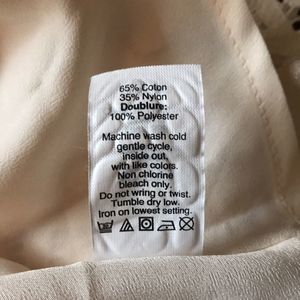 65% Coton
35% Nylon
Doublure:
100% Polyester
Machine wash cold
gentle cycle,
inside out,
with like colors.
Non chlorine
bleach only.
Do not wring or twist.
Tumble dry low.
Iron on lowest setting.